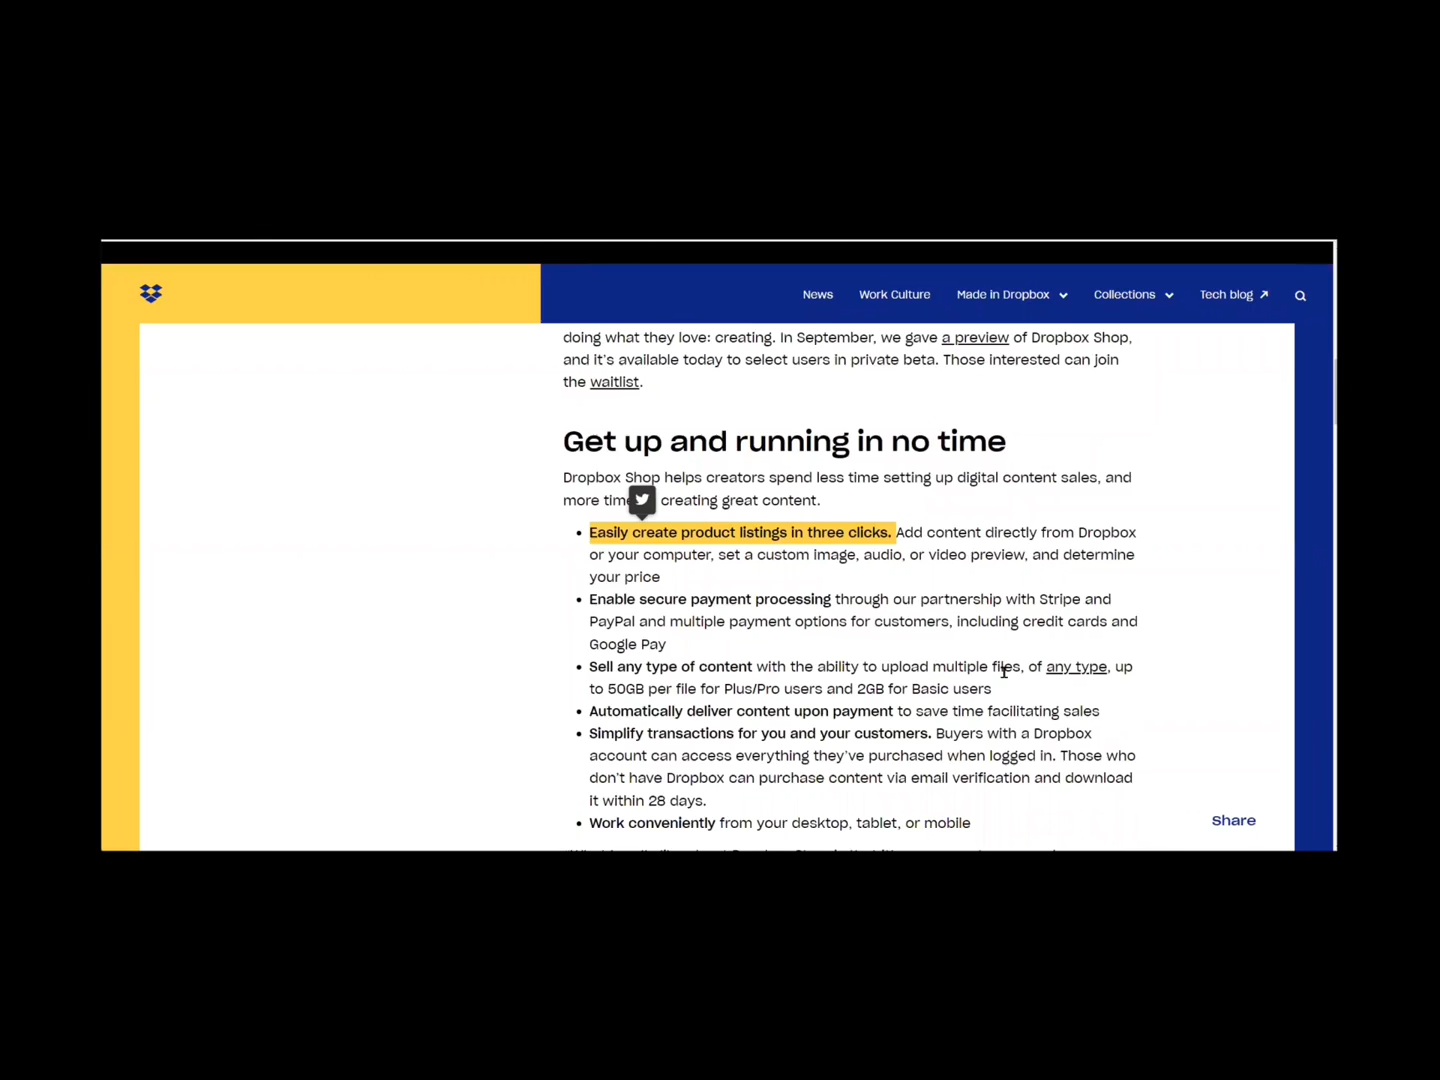 News Work Culture Made in Dropbox Collections Tech blog
doing what they love: creating. In September, we gave a preview of Dropbox Shop,
and it's available today to select users in private beta. Those interested can join
the waitlist.
Get up and running in no time
Dropbox Shop helps creators spend less time setting up digital content sales, and
more time creating great content.
• Easily create product listings in three clicks. Add content directly from Dropbox
or your computer, set a custom image, audio, or video preview, and determine
your price
• Enable secure payment processing through our partnership with Stripe and
PayPal and multiple payment options for customers, including credit cards and
Google Pay
• Sell any type of content with the ability to upload multiple files, of any type, up
to 50GB per file for Plus/Pro users and 2GB for Basic users
• Automatically deliver content upon payment to save time facilitating sales
• Simplify transactions for you and your customers. Buyers with a Dropbox
account can access everything they've purchased when logged in. Those who
don't have Dropbox can purchase content via email verification and download
it within 28 days.
• Work conveniently from your desktop, tablet, or mobile
Share